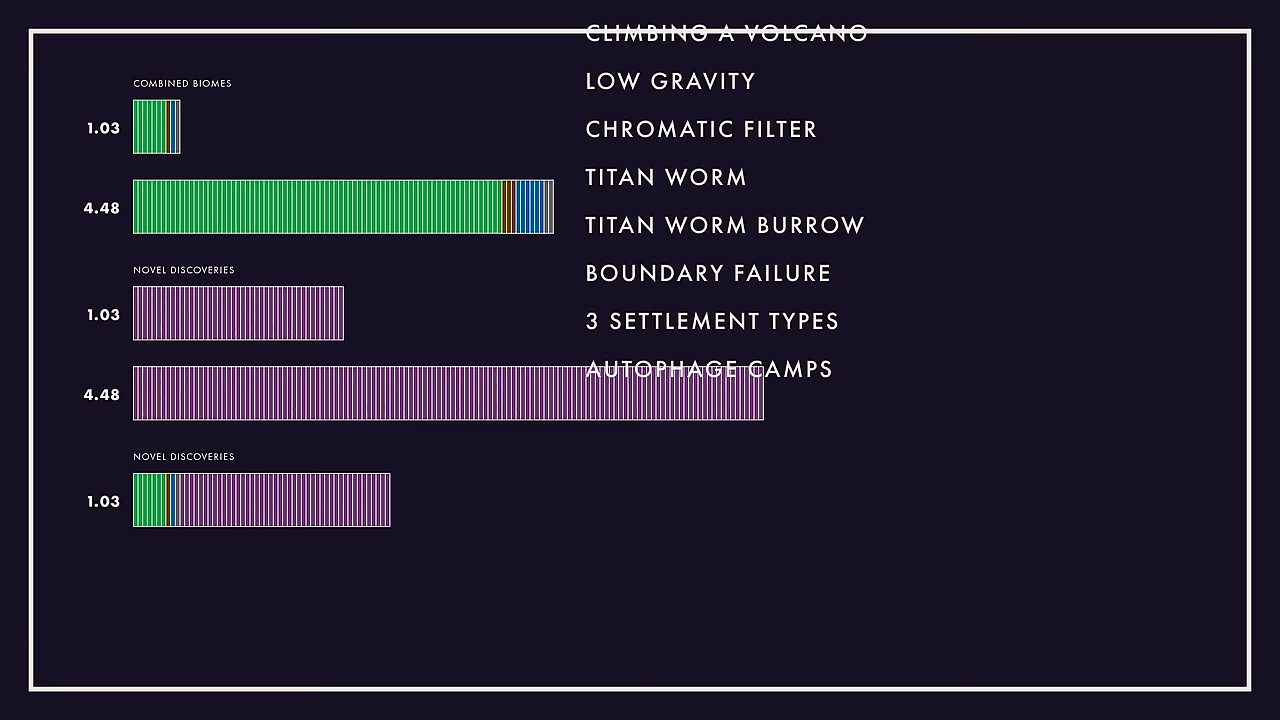 COMBINED BIOMES
1.03
4.48
NOVEL DISCOVERIES
1.03
4.48
NOVEL DISCOVERIES
1.03
CLIMBING A VOLCANO
LOW GRAVITY
CHROMATIC FILTER
TITAN WORM
TITAN WORM BURROW
BOUNDARY FAILURE
3 SETTLEMENT TYPES
AUTOPHAGE CAMPS